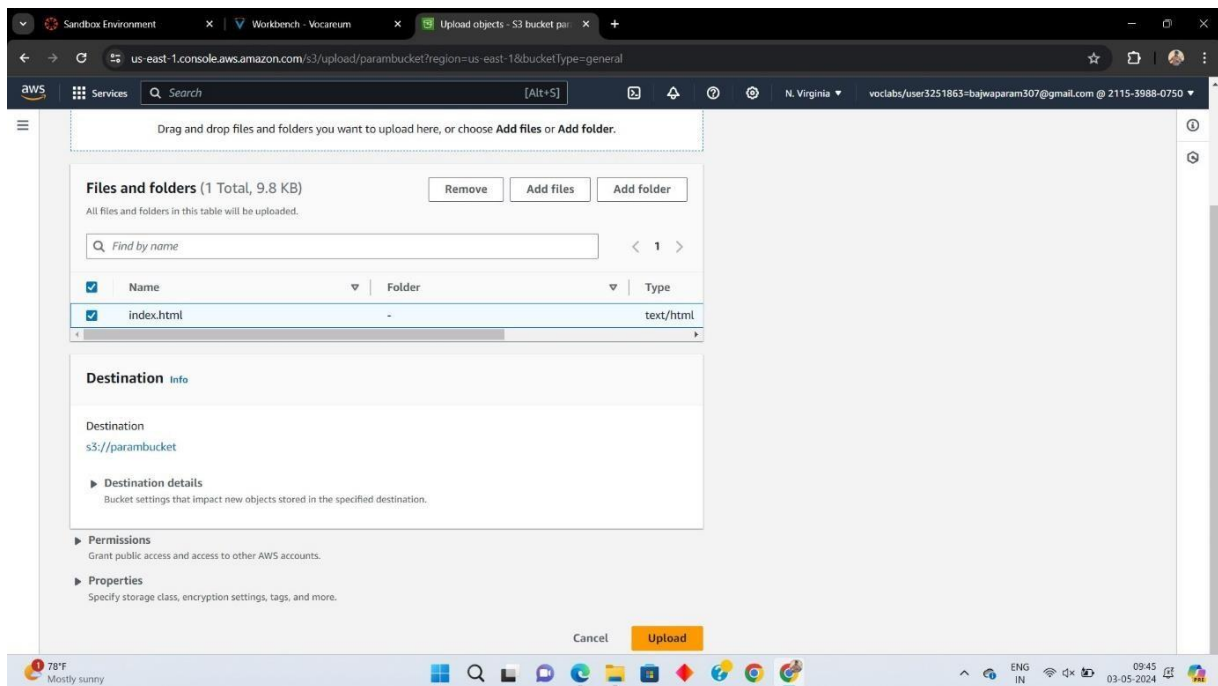 Sandbox Environment
Workbench - Vocareum
Upload objects - S3 bucket par
us-east-1.console.aws.amazon.com/s3/upload/parambucket?region=us-east-1&bucketType=general
aws
Services
Search
[Alt+S]
N. Virginia
voclabs/user3251863=bajwaparam307@gmail.com @ 2115-3988-0750
Drag and drop files and folders you want to upload here, or choose Add files or Add folder.
Files and folders (1 Total, 9.8 KB)
Remove
Add files
Add folder
All files and folders in this table will be uploaded.
Find by name
1
Name
Folder
Type
index.html
-
text/html
Destination Info
Destination
s3://parambucket
Destination details
Bucket settings that impact new objects stored in the specified destination.
Permissions
Grant public access and access to other AWS accounts.
Properties
Specify storage class, encryption settings, tags, and more.
Cancel
Upload
1
78°F
Mostly sunny
ENG
IN
09:45
03-05-2024